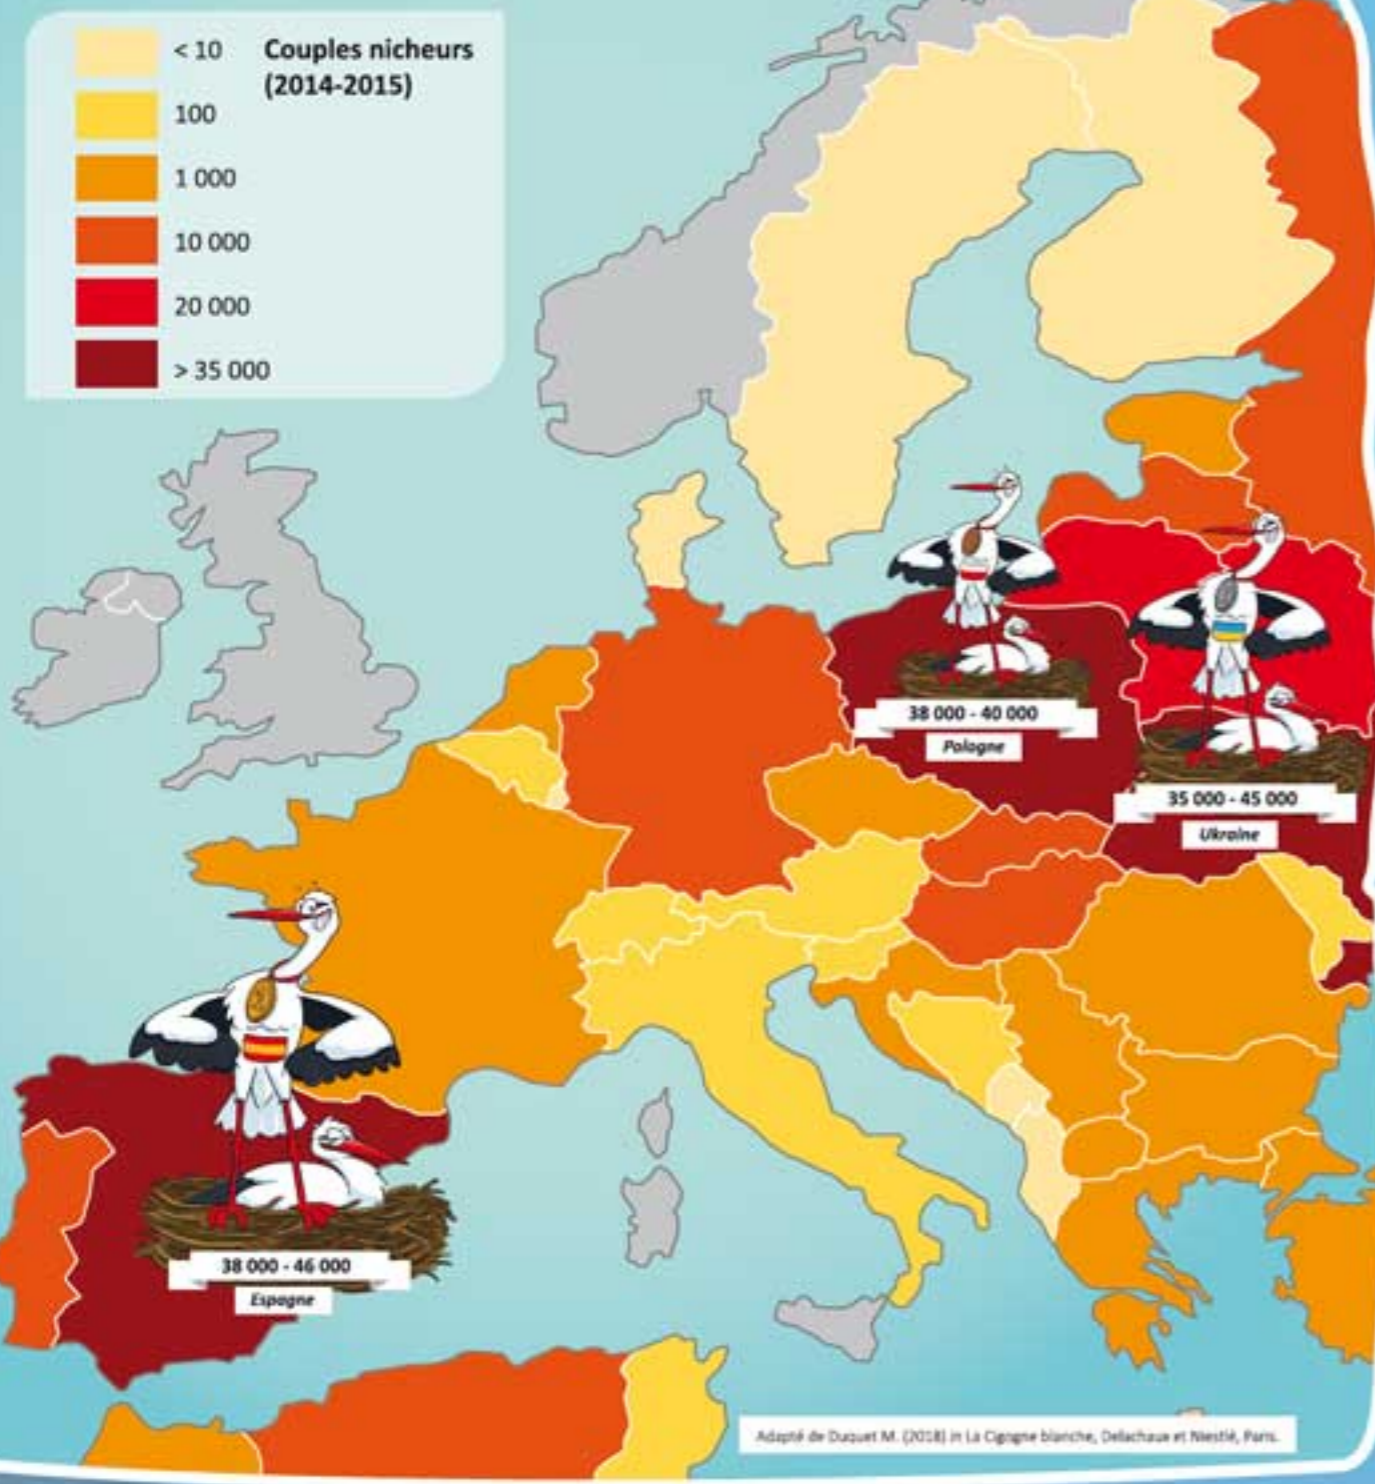 < 10
Couples nicheurs
(2014-2015)
100
1 000
10 000
20 000
> 35 000
38 000 - 40 000
Pologne
35 000 - 45 000
Ukraine
38 000 - 46 000
Espagne
Adapté de Duquet M. (2018) in La Cigogne blanche, Delachaux et Niestlé, Paris.